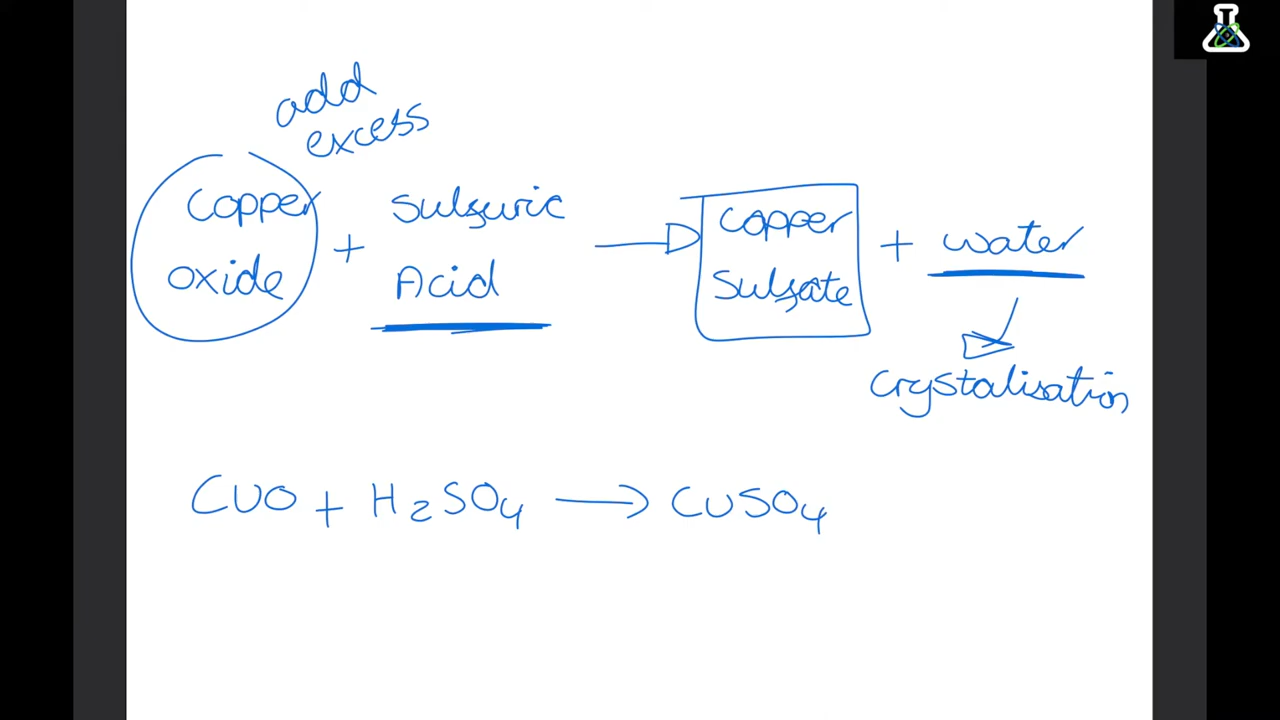 add
excess
Copper
oxide
+
Sulfuric
Acid
Copper
Sulfate
+ water
Crystalisation
CuO + H2SO4 → CuSO4